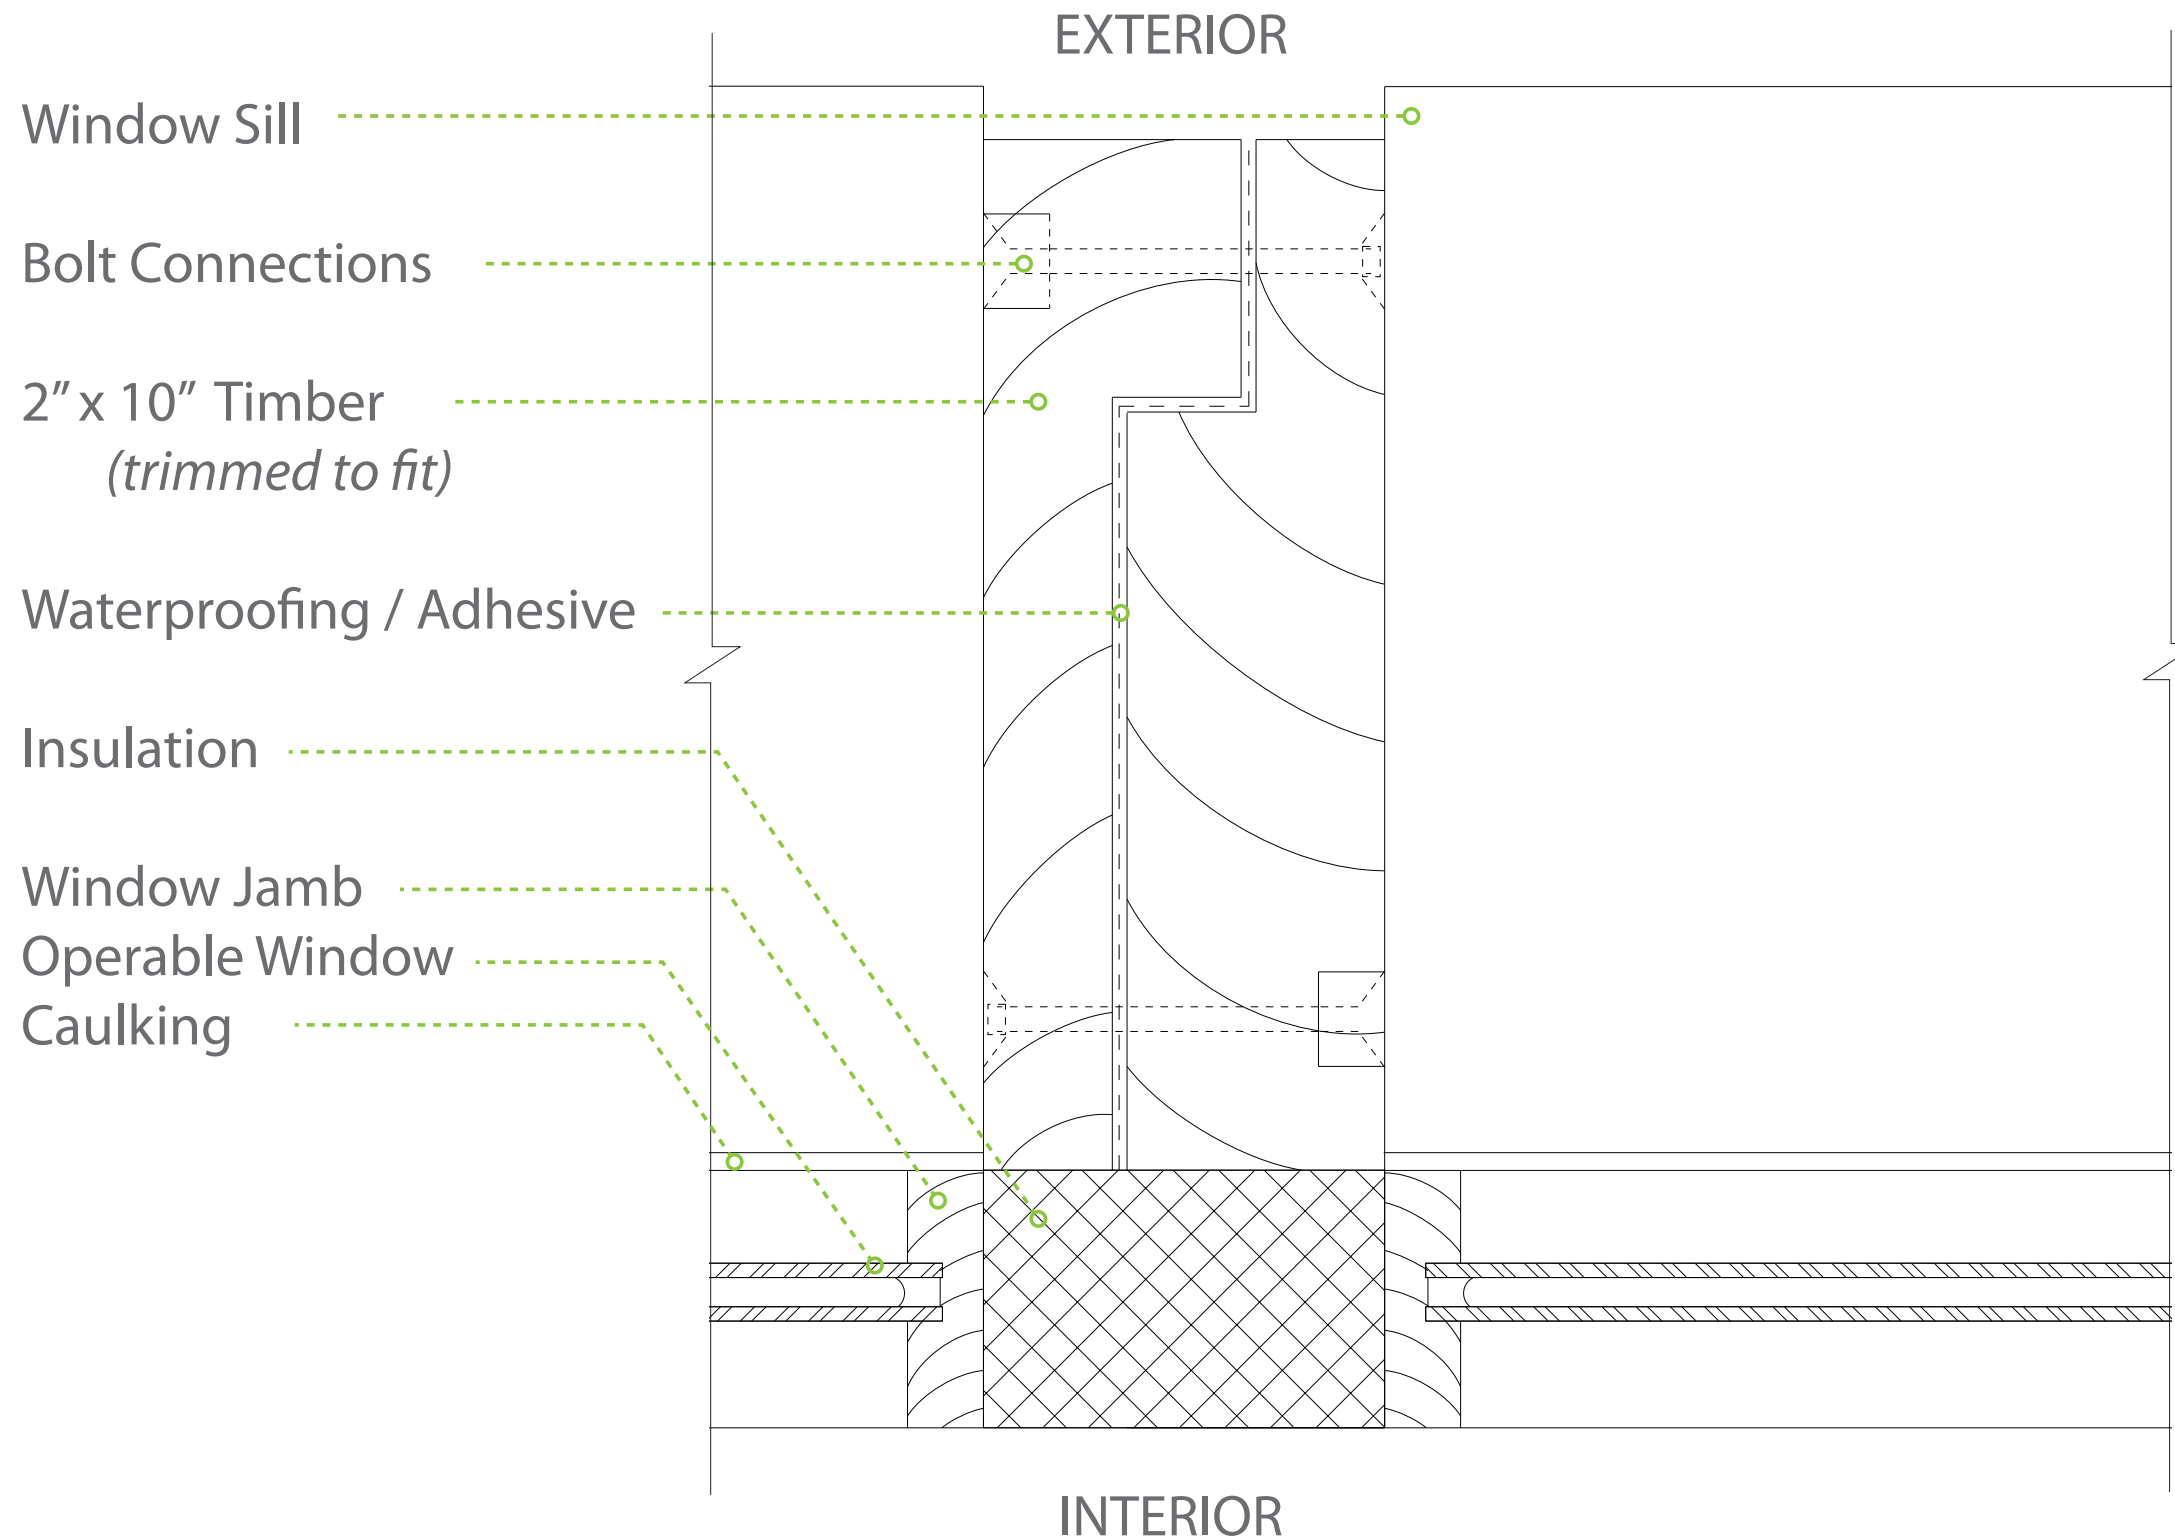 EXTERIOR
Window Sill
Bolt Connections
2” x 10” Timber
(trimmed to fit)
Waterproofing / Adhesive
Insulation
Window Jamb
Operable Window
Caulking
INTERIOR